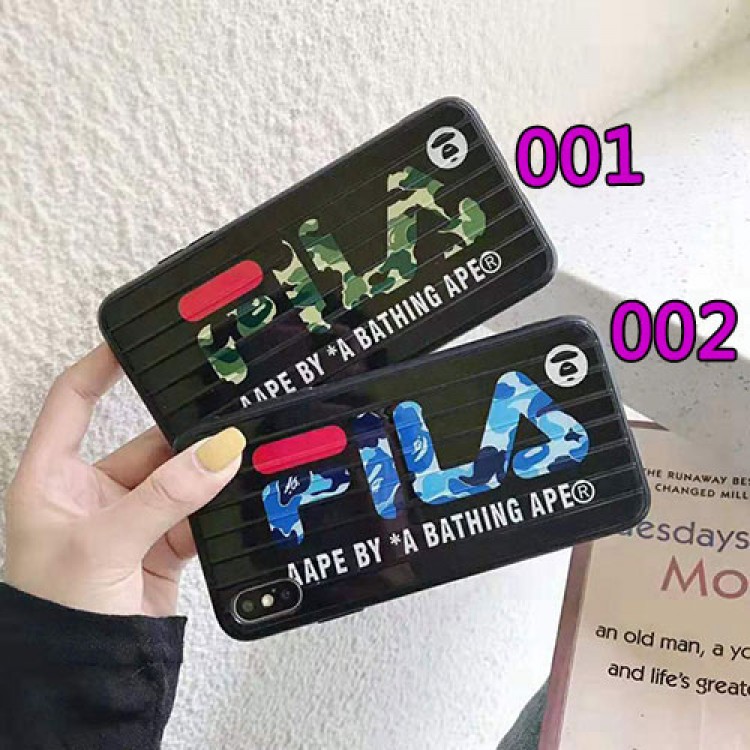 001
FILA
AAPE BY *A BATHING APE®
002
FILA
AAPE BY *A BATHING APE®
THE RUNAWAY BES
CHANGED MILL
uesdays
Mo
an old man, a yo
and life's greate